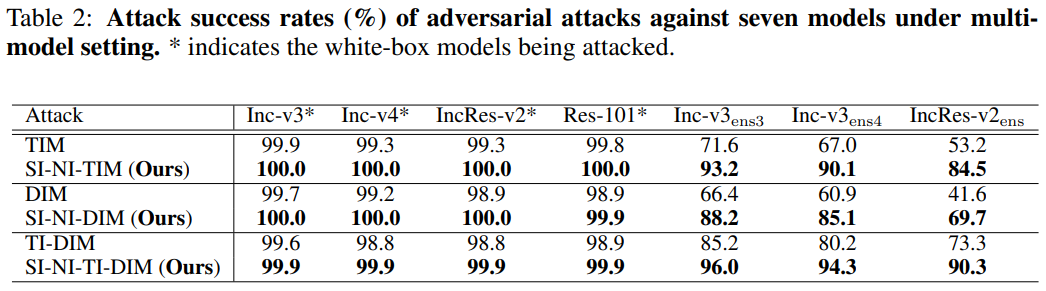 Table 2: Attack success rates (%) of adversarial attacks against seven models under multi-
model setting. * indicates the white-box models being attacked.
Attack Inc-v3* Inc-v4* IncRes-v2* Res-101* Inc-v3ens3 Inc-v3ens4 IncRes-v2ens
TIM 99.9 99.3 99.3 99.8 71.6 67.0 53.2
SI-NI-TIM (Ours) 100.0 100.0 100.0 100.0 93.2 90.1 84.5
DIM 99.7 99.2 98.9 98.9 66.4 60.9 41.6
SI-NI-DIM (Ours) 100.0 100.0 100.0 99.9 88.2 85.1 69.7
TI-DIM 99.6 98.8 98.8 98.9 85.2 80.2 73.3
SI-NI-TI-DIM (Ours) 99.9 99.9 99.9 99.9 96.0 94.3 90.3